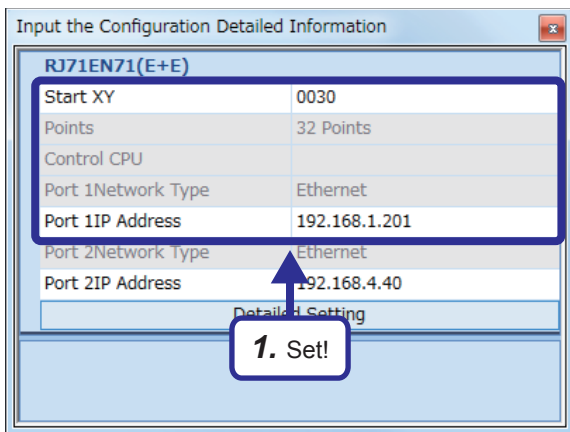 Input the Configuration Detailed Information
RJ71EN71(E+E)
Start XY 0030
Points 32 Points
Control CPU
Port 1Network Type Ethernet
Port 1IP Address 192.168.1.201
Port 2Network Type Ethernet
Port 2IP Address 192.168.4.40
Detailed Setting
1. Set!